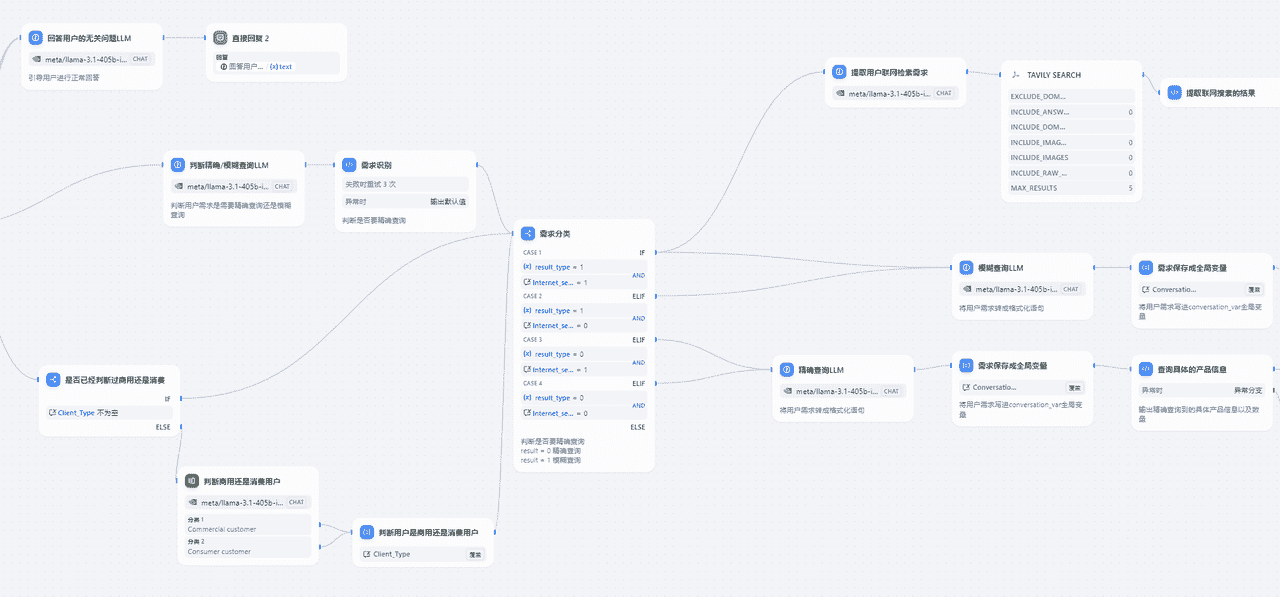 回答用户的无关问题LLM
meta/llama-3.1-405b-i... CHAT
引导用户进行正常回答
直接回复 2
回复
回答用户... {x} text
判断精确/模糊查询LLM
meta/llama-3.1-405b-i... CHAT
判断用户需求是需要精确查询还是模糊
查询
需求识别
失败时重试 3 次
异常时 输出默认值
判断是否要精确查询
是否已经判断过商用还是消费
IF
Client_Type 不为空
ELSE
判断商用还是消费用户
meta/llama-3.1-405b-i... CHAT
分类 1
Commercial customer
分类 2
Consumer customer
判断用户是商用还是消费用户
Client_Type 覆盖
需求分类
CASE 1 IF
{x} result_type = 1
AND
Internet_se... = 1
CASE 2 ELIF
{x} result_type = 1
AND
Internet_se... = 0
CASE 3 ELIF
{x} result_type = 0
AND
Internet_se... = 1
CASE 4 ELIF
{x} result_type = 0
AND
Internet_se... = 0
ELSE
判断是否要精确查询
result = 0 精确查询
result = 1 模糊查询
提取用户联网检索需求
meta/llama-3.1-405b-i... CHAT
TAVILY SEARCH
EXCLUDE_DOM...
INCLUDE_ANSW... 0
INCLUDE_DOM...
INCLUDE_IMAG... 0
INCLUDE_IMAGES 0
INCLUDE_RAW_... 0
MAX_RESULTS 5
提取联网搜索的结果
模糊查询LLM
meta/llama-3.1-405b-i... CHAT
将用户需求转成格式化语句
需求保存成全局变量
Conversatio... 覆盖
将用户需求写进conversation_var全局变
量
精确查询LLM
meta/llama-3.1-405b-i... CHAT
将用户需求转成格式化语句
需求保存成全局变量
Conversatio... 覆盖
将用户需求写进conversation_var全局变
量
查询具体的产品信息
异常时 异常分支
输出精确查询到的具体产品信息以及数
盘